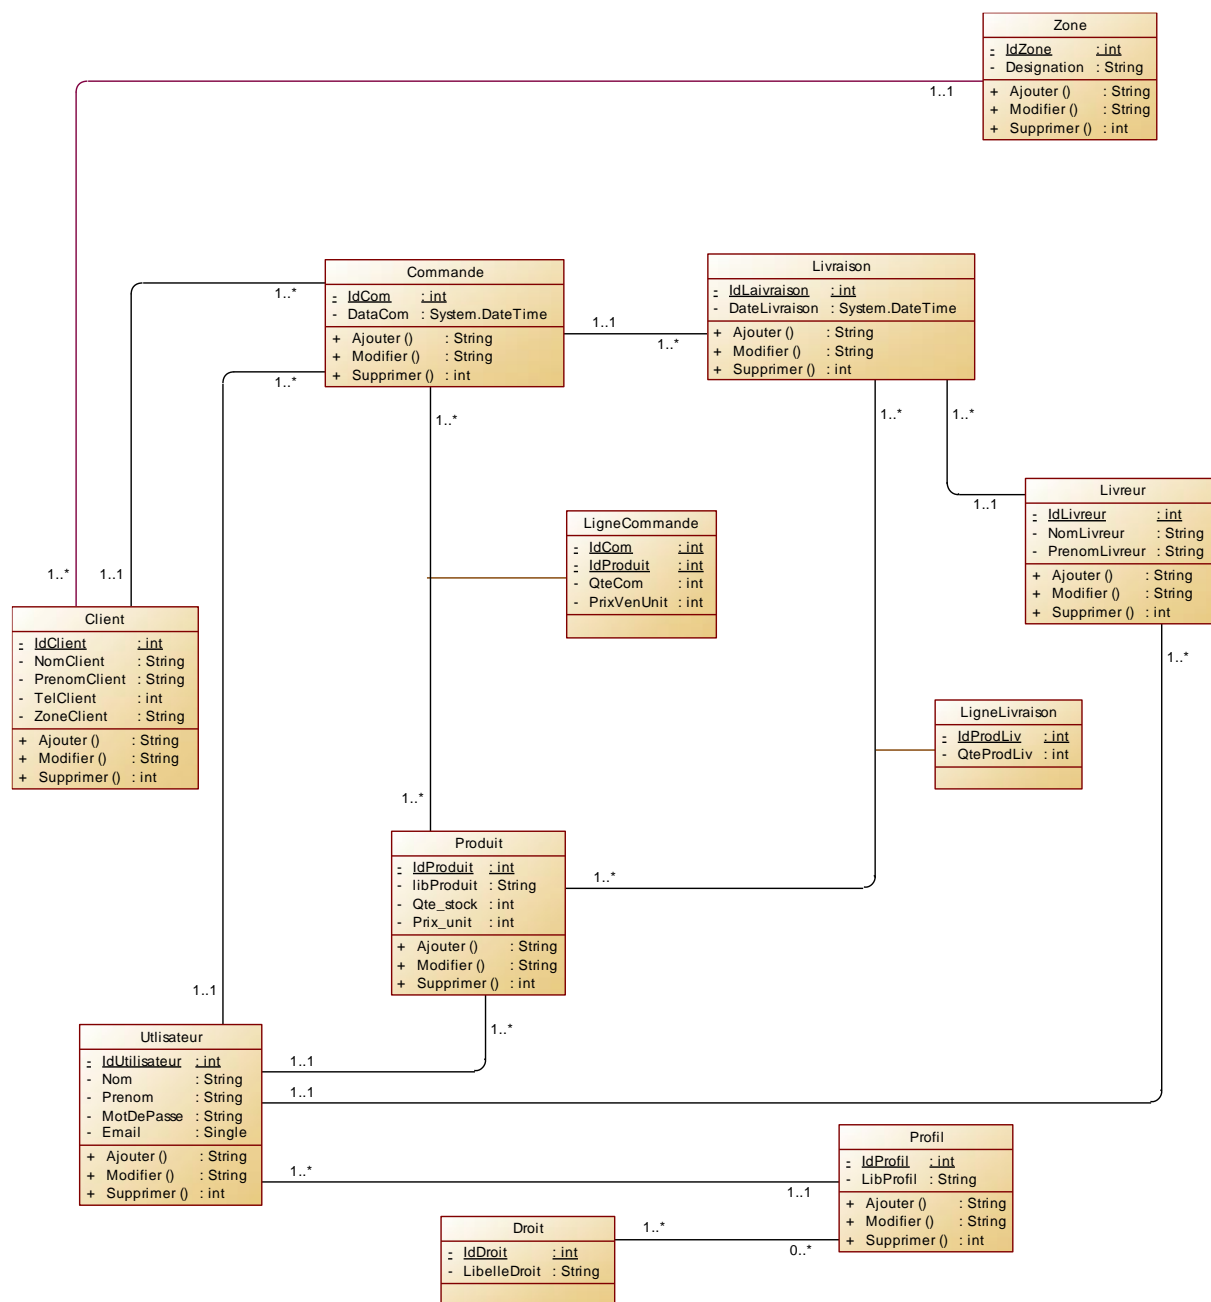 Zone
- IdZone : int
- Designation : String
+ Ajouter () : String
+ Modifier () : String
+ Supprimer () : int
1..1
Commande
- IdCom : int
- DataCom : System.DateTime
+ Ajouter () : String
+ Modifier () : String
+ Supprimer () : int
1..*
1..*
1..*
1..1
1..*
Livraison
- IdLaivraison : int
- DateLivraison : System.DateTime
+ Ajouter () : String
+ Modifier () : String
+ Supprimer () : int
1..*
1..*
1..1
Livreur
- IdLivreur : int
- NomLivreur : String
- PrenomLivreur : String
+ Ajouter () : String
+ Modifier () : String
+ Supprimer () : int
1..*
LigneCommande
- IdCom : int
- IdProduit : int
- QteCom : int
- PrixVenUnit : int
1..*
1..1
Client
- IdClient : int
- NomClient : String
- PrenomClient : String
- TelClient : int
- ZoneClient : String
+ Ajouter () : String
+ Modifier () : String
+ Supprimer () : int
LigneLivraison
- IdProdLiv : int
- QteProdLiv : int
1..*
Produit
- IdProduit : int
- libProduit : String
- Qte_stock : int
- Prix_unit : int
+ Ajouter () : String
+ Modifier () : String
+ Supprimer () : int
1..*
1..*
1..1
Utlisateur
- IdUtilisateur : int
- Nom : String
- Prenom : String
- MotDePasse : String
- Email : Single
+ Ajouter () : String
+ Modifier () : String
+ Supprimer () : int
1..1
1..1
1..*
1..1
Profil
- IdProfil : int
- LibProfil : String
+ Ajouter () : String
+ Modifier () : String
+ Supprimer () : int
1..*
0..*
Droit
- IdDroit : int
- LibelleDroit : String